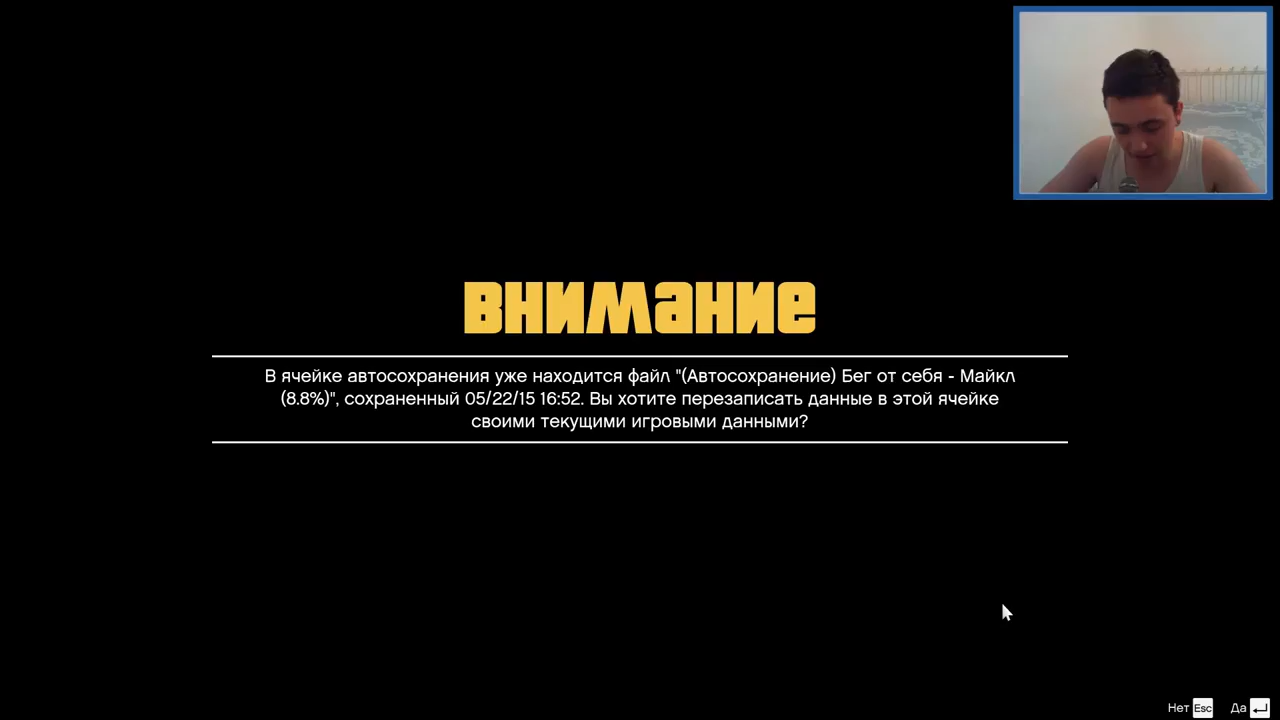 внимание
В ячейке автосохранения уже находится файл "(Автосохранение) Бег от себя - Майкл
(8.8%)", сохраненный 05/22/15 16:52. Вы хотите перезаписать данные в этой ячейке
своими текущими игровыми данными?
Нет Esc Да